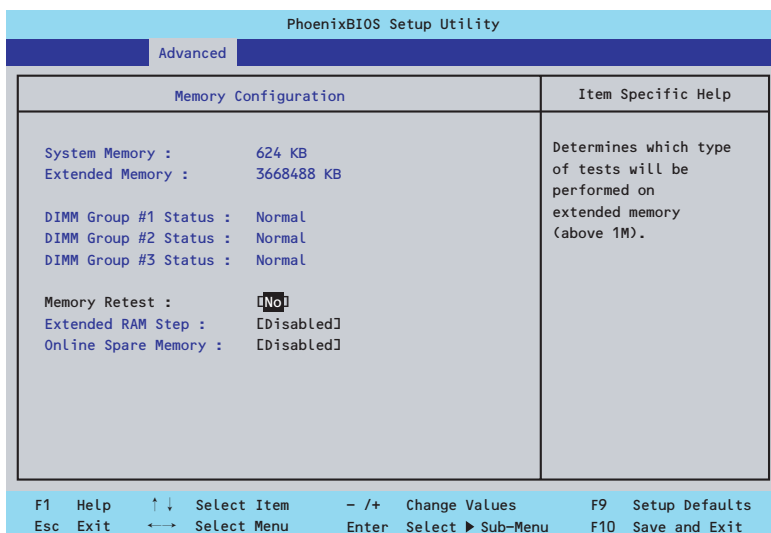 PhoenixBIOS Setup Utility
Advanced
Memory Configuration
Item Specific Help
System Memory : 624 KB
Extended Memory : 3668488 KB
DIMM Group #1 Status : Normal
DIMM Group #2 Status : Normal
DIMM Group #3 Status : Normal
Memory Retest : [No]
Extended RAM Step : [Disabled]
Online Spare Memory : [Disabled]
Determines which type
of tests will be
performed on
extended memory
(above 1M).
F1 Help ↑↓ Select Item - /+ Change Values F9 Setup Defaults
Esc Exit ←→ Select Menu Enter Select ▶ Sub-Menu F10 Save and Exit